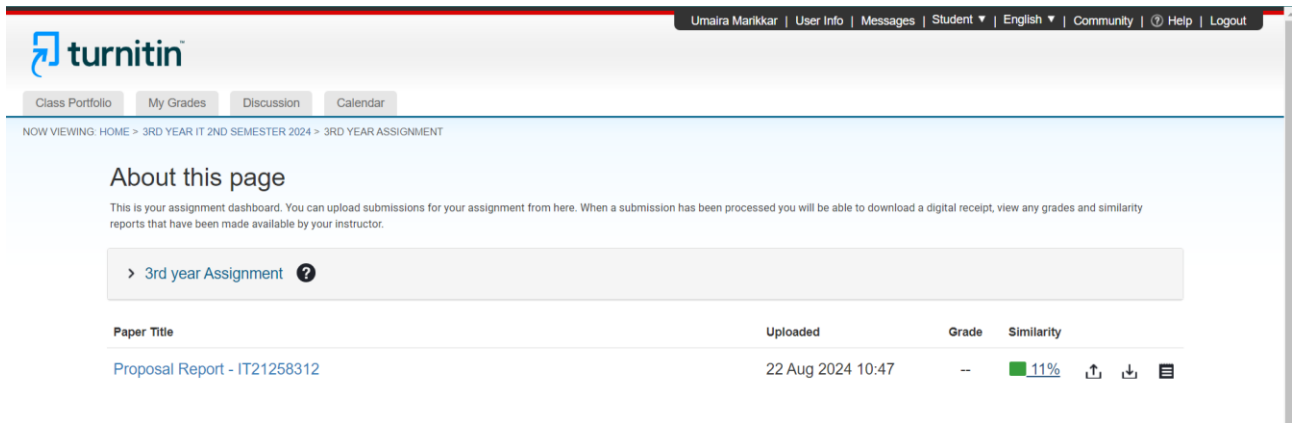 Umaira Marikkar | User Info | Messages | Student ▼ | English ▼ | Community | ? Help | Logout
turnitin
Class Portfolio My Grades Discussion Calendar
NOW VIEWING: HOME > 3RD YEAR IT 2ND SEMESTER 2024 > 3RD YEAR ASSIGNMENT
About this page
This is your assignment dashboard. You can upload submissions for your assignment from here. When a submission has been processed you will be able to download a digital receipt, view any grades and similarity
reports that have been made available by your instructor.
> 3rd year Assignment ?
Paper Title Uploaded Grade Similarity
Proposal Report - IT21258312 22 Aug 2024 10:47 -- 11%